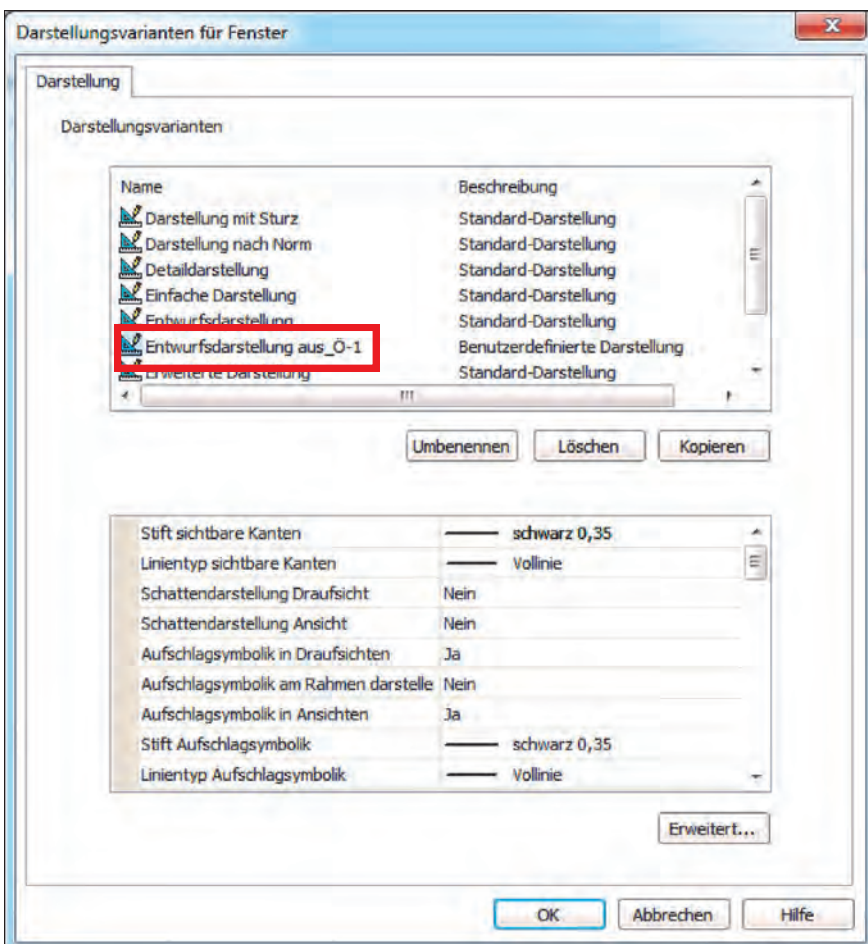 Darstellungsvarianten für Fenster
Darstellung
Darstellungsvarianten
Name Beschreibung
Darstellung mit Sturz Standard-Darstellung
Darstellung nach Norm Standard-Darstellung
Detaildarstellung Standard-Darstellung
Einfache Darstellung Standard-Darstellung
Entwurfsdarstellung Standard-Darstellung
Entwurfsdarstellung aus_Ö-1 Benutzerdefinierte Darstellung
Erweiterte Darstellung Standard-Darstellung
Umbenennen Löschen Kopieren
Stift sichtbare Kanten schwarz 0,35
Linientyp sichtbare Kanten Vollinie
Schattendarstellung Draufsicht Nein
Schattendarstellung Ansicht Nein
Aufschlagsymbolik in Draufsichten Ja
Aufschlagsymbolik am Rahmen darstelle Nein
Aufschlagsymbolik in Ansichten Ja
Stift Aufschlagsymbolik schwarz 0,35
Linientyp Aufschlagsymbolik Vollinie
Erweitert...
OK Abbrechen Hilfe